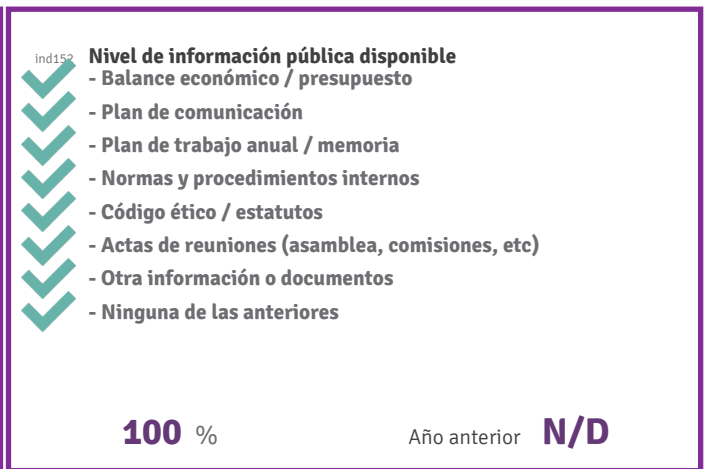 ind152 Nivel de información pública disponible
- Balance económico / presupuesto
- Plan de comunicación
- Plan de trabajo anual / memoria
- Normas y procedimientos internos
- Código ético / estatutos
- Actas de reuniones (asamblea, comisiones, etc)
- Otra información o documentos
- Ninguna de las anteriores
100 % Año anterior N/D